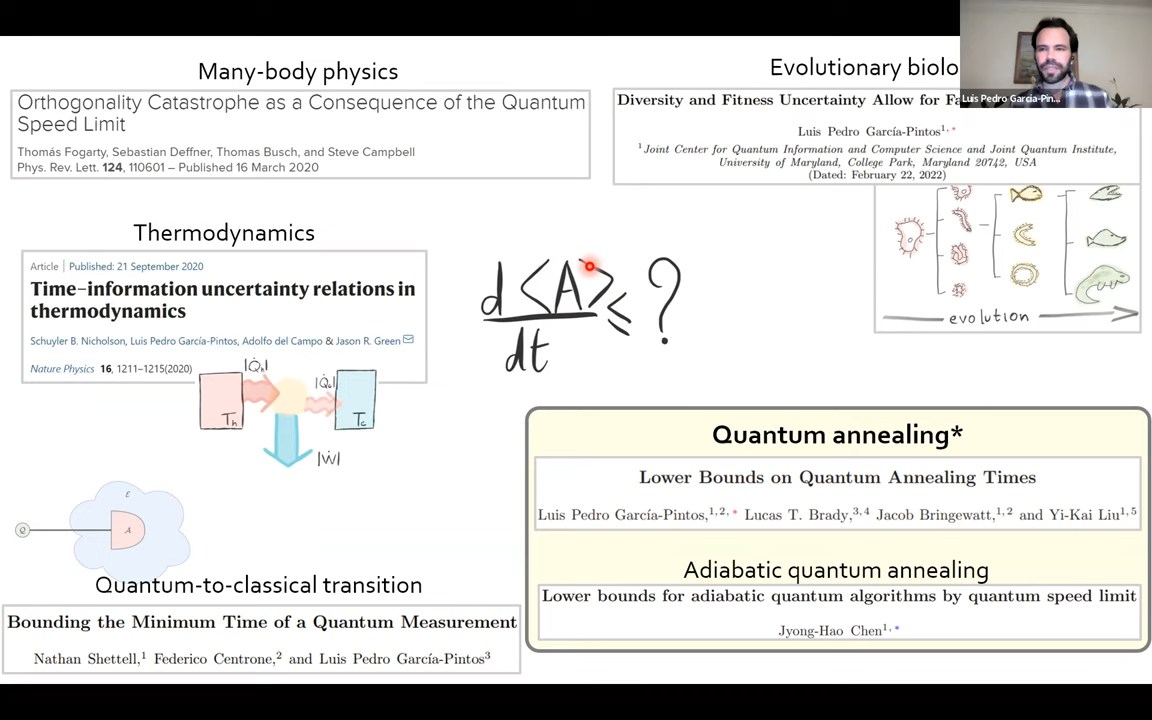 Many-body physics
Orthogonality Catastrophe as a Consequence of the Quantum
Speed Limit
Thomás Fogarty, Sebastian Deffner, Thomas Busch, and Steve Campbell
Phys. Rev. Lett. 124, 110601 – Published 16 March 2020
Evolutionary biolo
Luis Pedro García-Pin...
Diversity and Fitness Uncertainty Allow for Fa
Luis Pedro García-Pintos1, *
1Joint Center for Quantum Information and Computer Science and Joint Quantum Institute,
University of Maryland, College Park, Maryland 20742, USA
(Dated: February 22, 2022)
evolution
Thermodynamics
Article | Published: 21 September 2020
Time–information uncertainty relations in
thermodynamics
Schuyler B. Nicholson, Luis Pedro García-Pintos, Adolfo del Campo & Jason R. Green
Nature Physics 16, 1211–1215(2020)
|Q̇h|
|Q̇c|
Th
Tc
|Ẇ|
d<A> ≤ ?
dt
Q
A
E
Quantum-to-classical transition
Bounding the Minimum Time of a Quantum Measurement
Nathan Shettell,1 Federico Centrone,2 and Luis Pedro García-Pintos3
Quantum annealing*
Lower Bounds on Quantum Annealing Times
Luis Pedro García-Pintos,1, 2, * Lucas T. Brady,3, 4 Jacob Bringewatt,1, 2 and Yi-Kai Liu1, 5
Adiabatic quantum annealing
Lower bounds for adiabatic quantum algorithms by quantum speed limit
Jyong-Hao Chen1, *